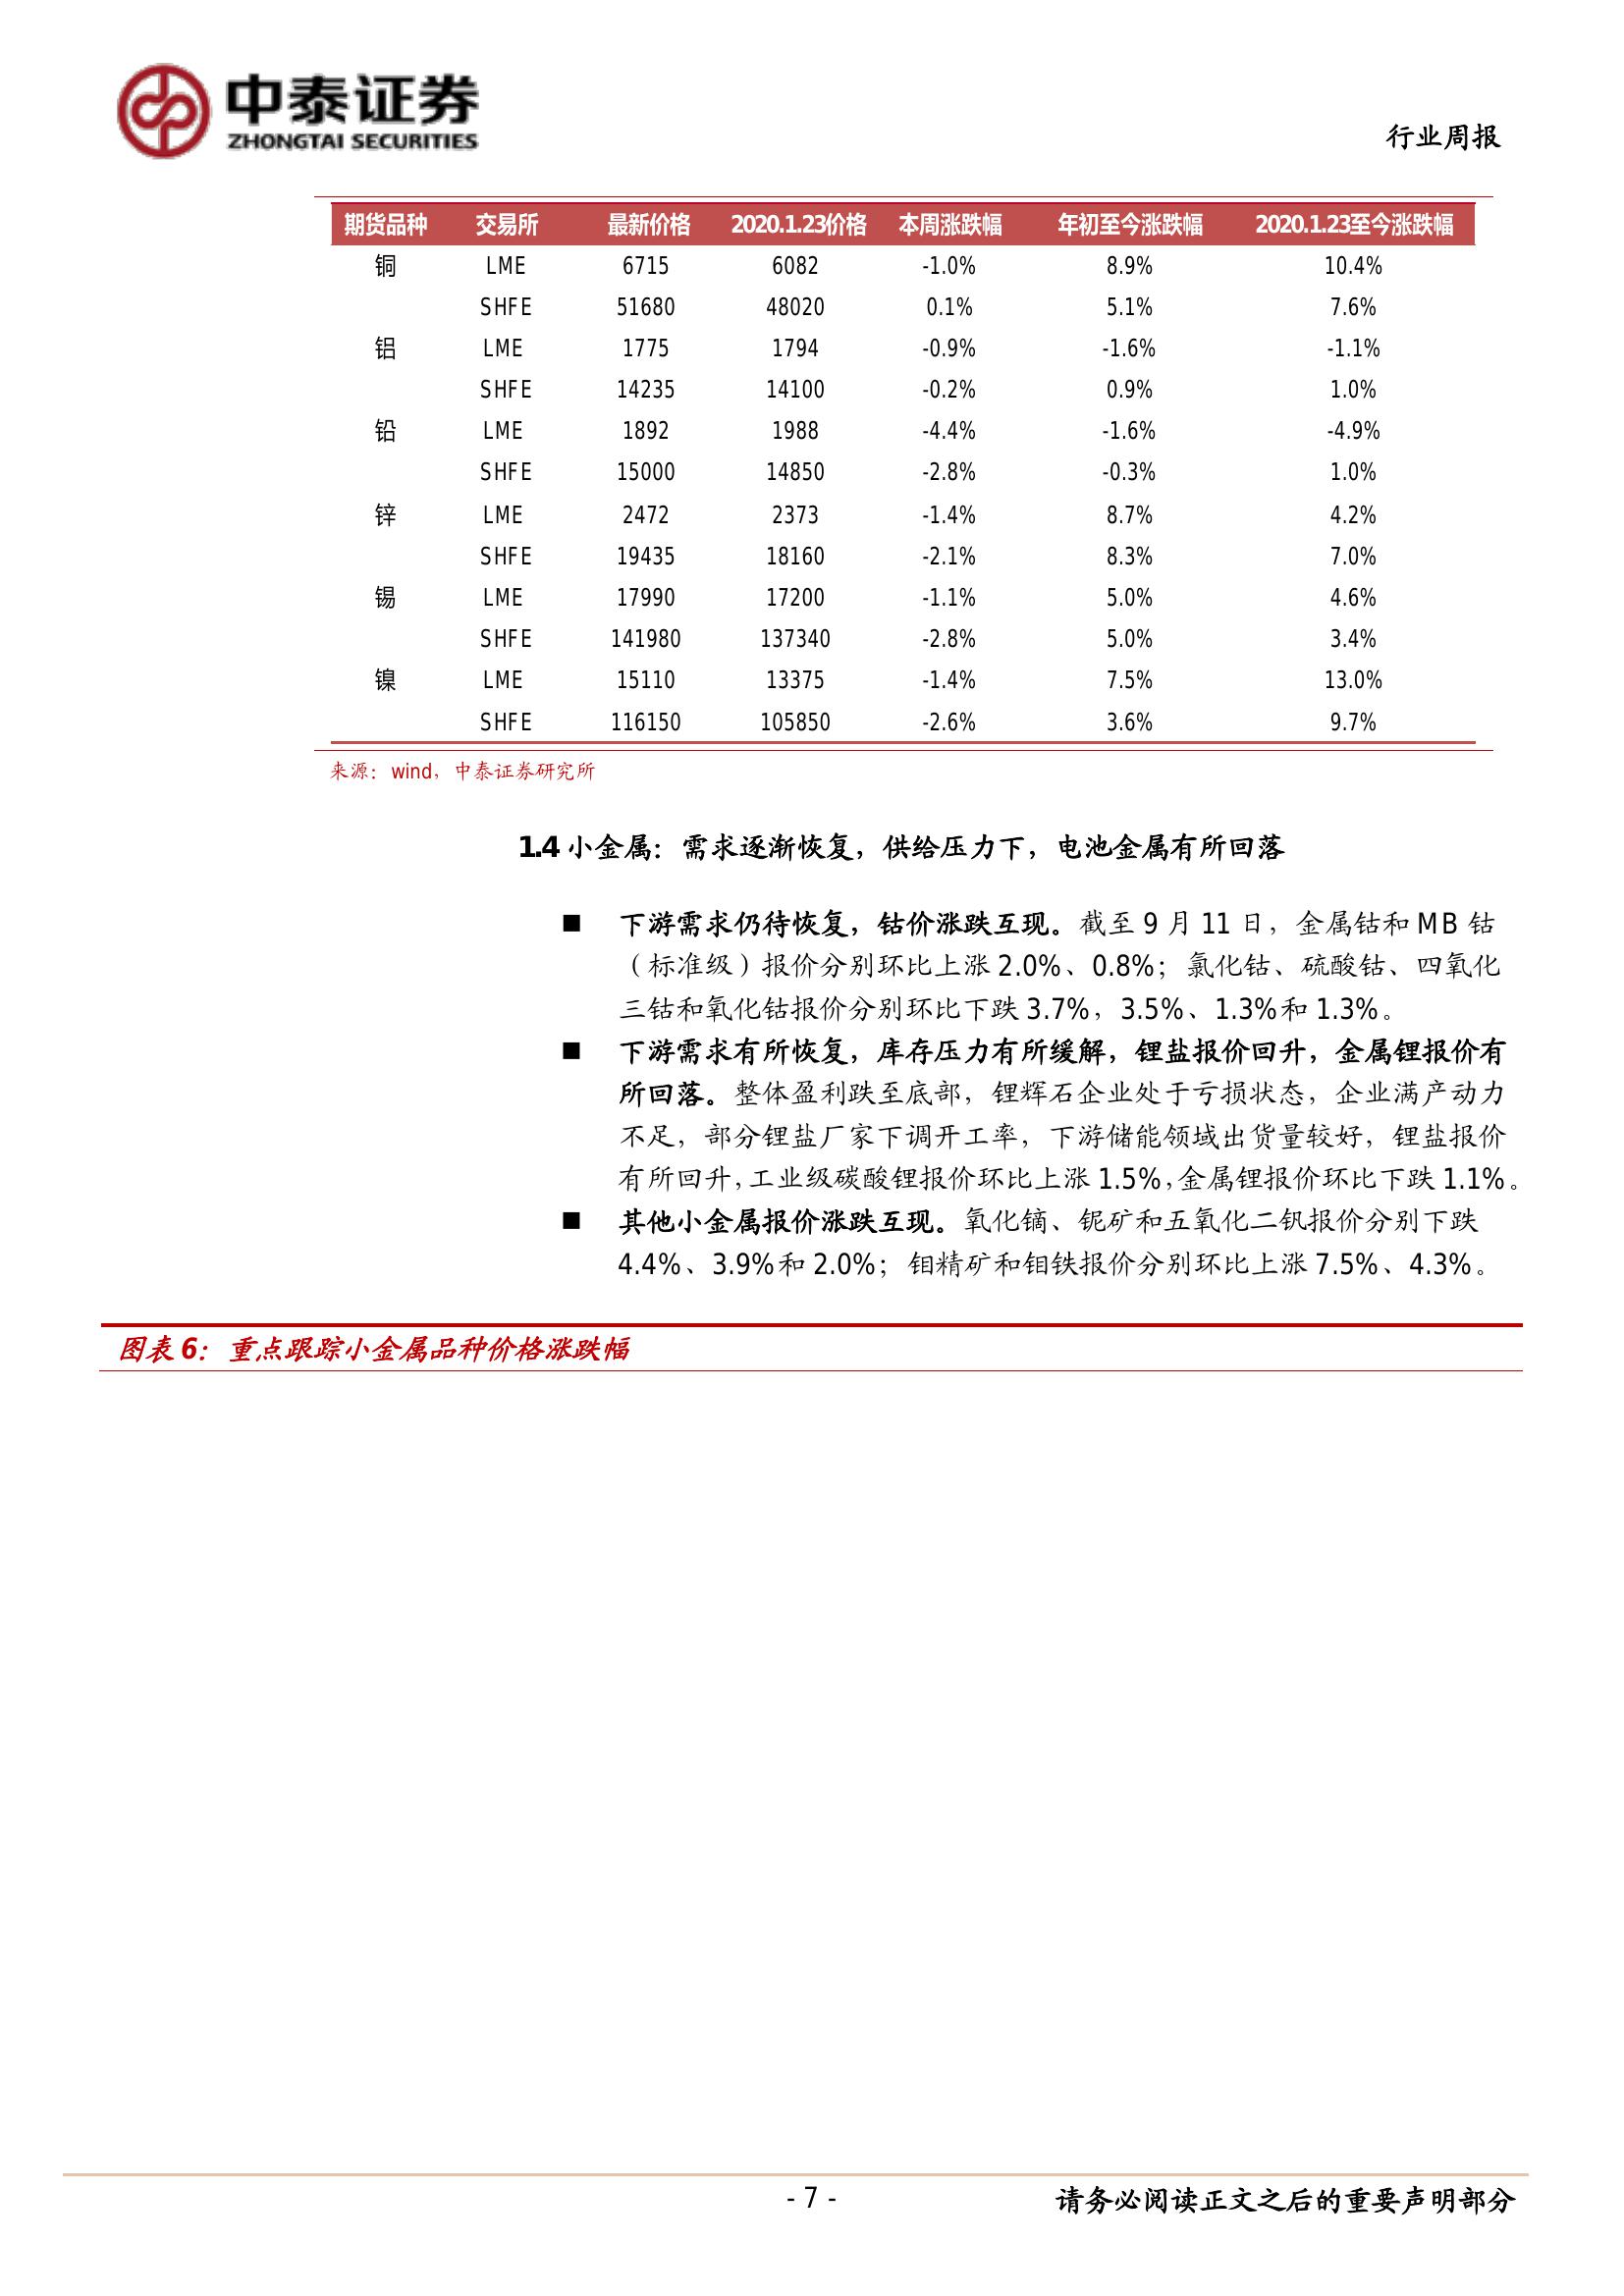 中泰证券
ZHONGTAI SECURITIES
行业周报
期货品种 交易所 最新价格 2020.1.23价格 本周涨跌幅 年初至今涨跌幅 2020.1.23至今涨跌幅
铜 LME 6715 6082 -1.0% 8.9% 10.4%
SHFE 51680 48020 0.1% 5.1% 7.6%
铝 LME 1775 1794 -0.9% -1.6% -1.1%
SHFE 14235 14100 -0.2% 0.9% 1.0%
铅 LME 1892 1988 -4.4% -1.6% -4.9%
SHFE 15000 14850 -2.8% -0.3% 1.0%
锌 LME 2472 2373 -1.4% 8.7% 4.2%
SHFE 19435 18160 -2.1% 8.3% 7.0%
锡 LME 17990 17200 -1.1% 5.0% 4.6%
SHFE 141980 137340 -2.8% 5.0% 3.4%
镍 LME 15110 13375 -1.4% 7.5% 13.0%
SHFE 116150 105850 -2.6% 3.6% 9.7%
来源：wind，中泰证券研究所
1.4 小金属：需求逐渐恢复，供给压力下，电池金属有所回落
■ 下游需求仍待恢复，钴价涨跌互现。截至 9 月 11 日，金属钴和 MB 钴
（标准级）报价分别环比上涨 2.0%、0.8%；氯化钴、硫酸钴、四氧化
三钴和氧化钴报价分别环比下跌 3.7%，3.5%、1.3%和 1.3%。
■ 下游需求有所恢复，库存压力有所缓解，锂盐报价回升，金属锂报价有
所回落。整体盈利跌至底部，锂辉石企业处于亏损状态，企业满产动力
不足，部分锂盐厂家下调开工率，下游储能领域出货量较好，锂盐报价
有所回升，工业级碳酸锂报价环比上涨 1.5%，金属锂报价环比下跌 1.1%。
■ 其他小金属报价涨跌互现。氧化镝、铌矿和五氧化二钒报价分别下跌
4.4%、3.9%和 2.0%；钼精矿和钼铁报价分别环比上涨 7.5%、4.3%。
图表 6：重点跟踪小金属品种价格涨跌幅
- 7 -
请务必阅读正文之后的重要声明部分